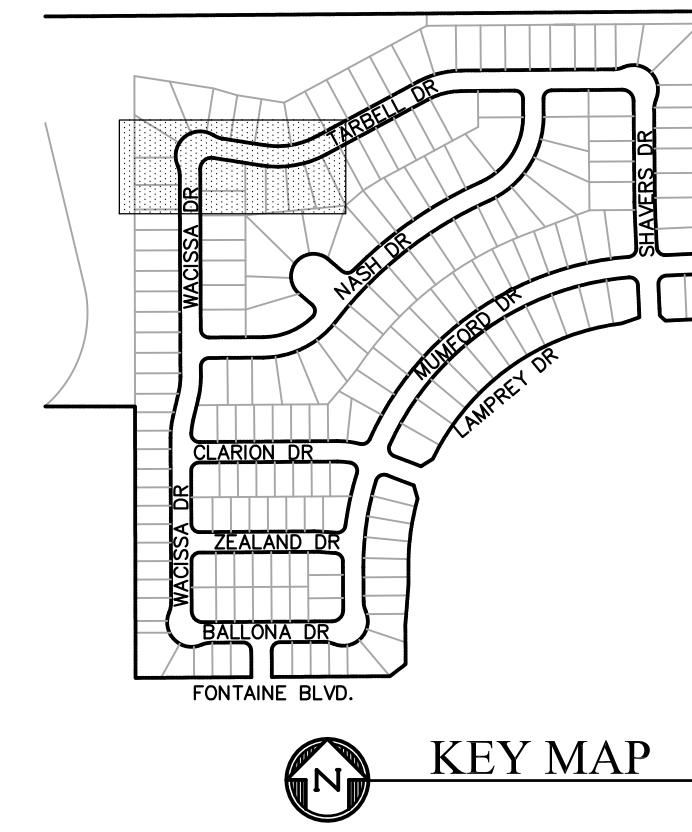 TARBELL DR
SHAVERS DR
WACISSA DR
NASH DR
MUMFORD DR
LAMPREY DR
CLARION DR
WACISSA DR
ZEALAND DR
BALLONA DR
FONTAINE BLVD.
N
KEY MAP